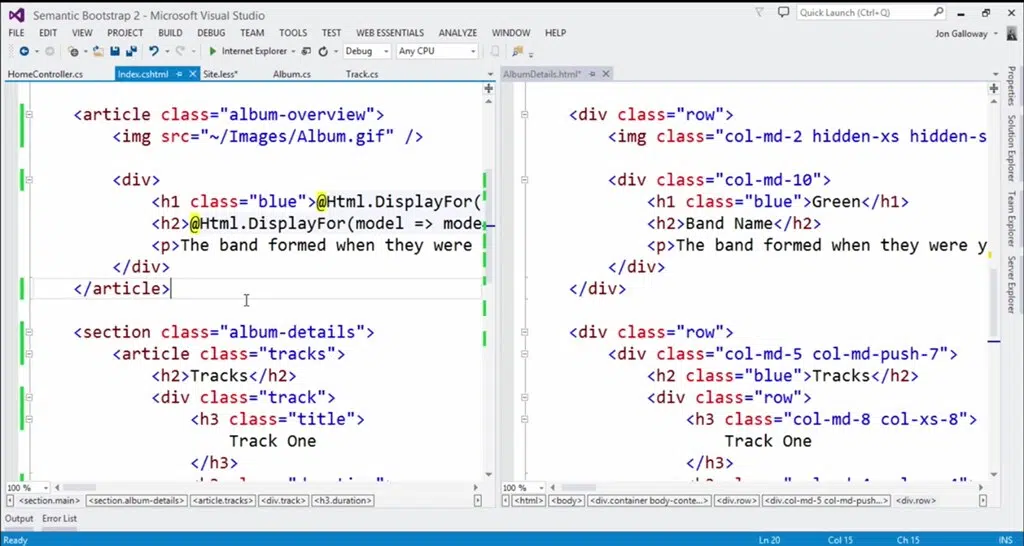 Semantic Bootstrap 2 - Microsoft Visual Studio
Quick Launch (Ctrl+Q)
FILE EDIT VIEW PROJECT BUILD DEBUG TEAM TOOLS TEST WEB ESSENTIALS ANALYZE WINDOW HELP
Jon Galloway
Internet Explorer Debug Any CPU
HomeController.cs Index.cshtml Site.less* Album.cs Track.cs
AlbumDetails.html*
<article class="album-overview">
<img src="~/Images/Album.gif" />
<div>
<h1 class="blue">@Html.DisplayFor(
<h2>@Html.DisplayFor(model => mode
<p>The band formed when they were
</div>
</article>
<section class="album-details">
<article class="tracks">
<h2>Tracks</h2>
<div class="track">
<h3 class="title">
Track One
</h3>
100 %
<section.main> <section.album-details> <article.tracks> <div.track> <h3.duration>
<div class="row">
<img class="col-md-2 hidden-xs hidden-s
<div class="col-md-10">
<h1 class="blue">Green</h1>
<h2>Band Name</h2>
<p>The band formed when they were y
</div>
</div>
<div class="row">
<div class="col-md-5 col-md-push-7">
<h2 class="blue">Tracks</h2>
<div class="row">
<h3 class="col-md-8 col-xs-8">
Track One
</h3>
100 %
<html> <body> <div.container body-conte... <div.row> <div.col-md-5 col-md-push... <div.row>
Properties
Solution Explorer
Team Explorer
Server Explorer
Output Error List
Ready Ln 20 Col 15 Ch 15 INS